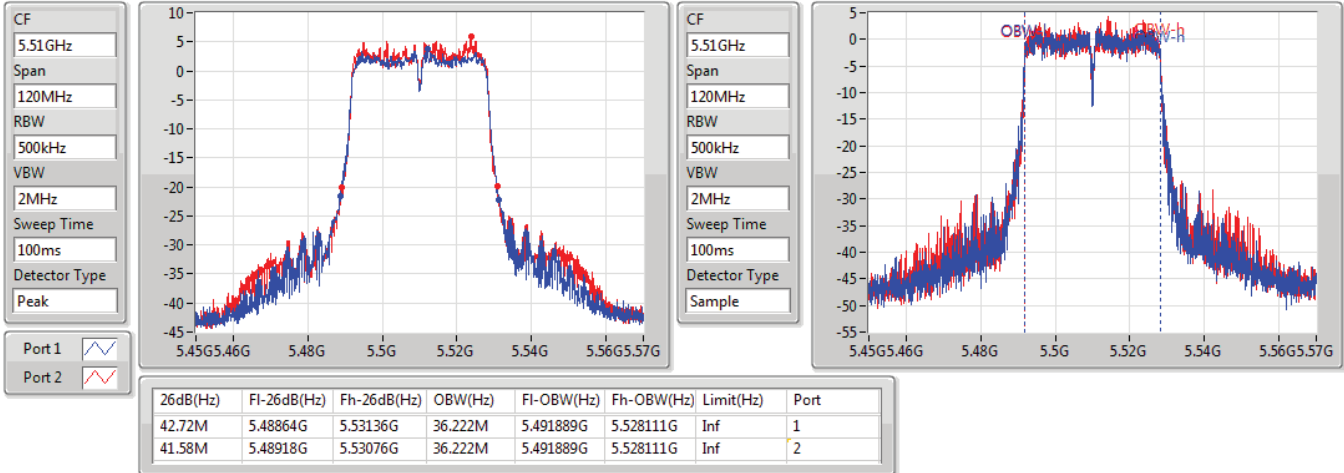 CF
5.51GHz
Span
120MHz
RBW
500kHz
VBW
2MHz
Sweep Time
100ms
Detector Type
Peak
Port 1
Port 2
10
5
0
-5
-10
-15
-20
-25
-30
-35
-40
-45
5.45G 5.46G 5.48G 5.5G 5.52G 5.54G 5.56G 5.57G
CF
5.51GHz
Span
120MHz
RBW
500kHz
VBW
2MHz
Sweep Time
100ms
Detector Type
Sample
5
0
-5
-10
-15
-20
-25
-30
-35
-40
-45
-50
-55
5.45G 5.46G 5.48G 5.5G 5.52G 5.54G 5.56G 5.57G
OBW-h
26dB(Hz) Fl-26dB(Hz) Fh-26dB(Hz) OBW(Hz) Fl-OBW(Hz) Fh-OBW(Hz) Limit(Hz) Port
42.72M 5.48864G 5.53136G 36.222M 5.491889G 5.528111G Inf 1
41.58M 5.48918G 5.53076G 36.222M 5.491889G 5.528111G Inf 2